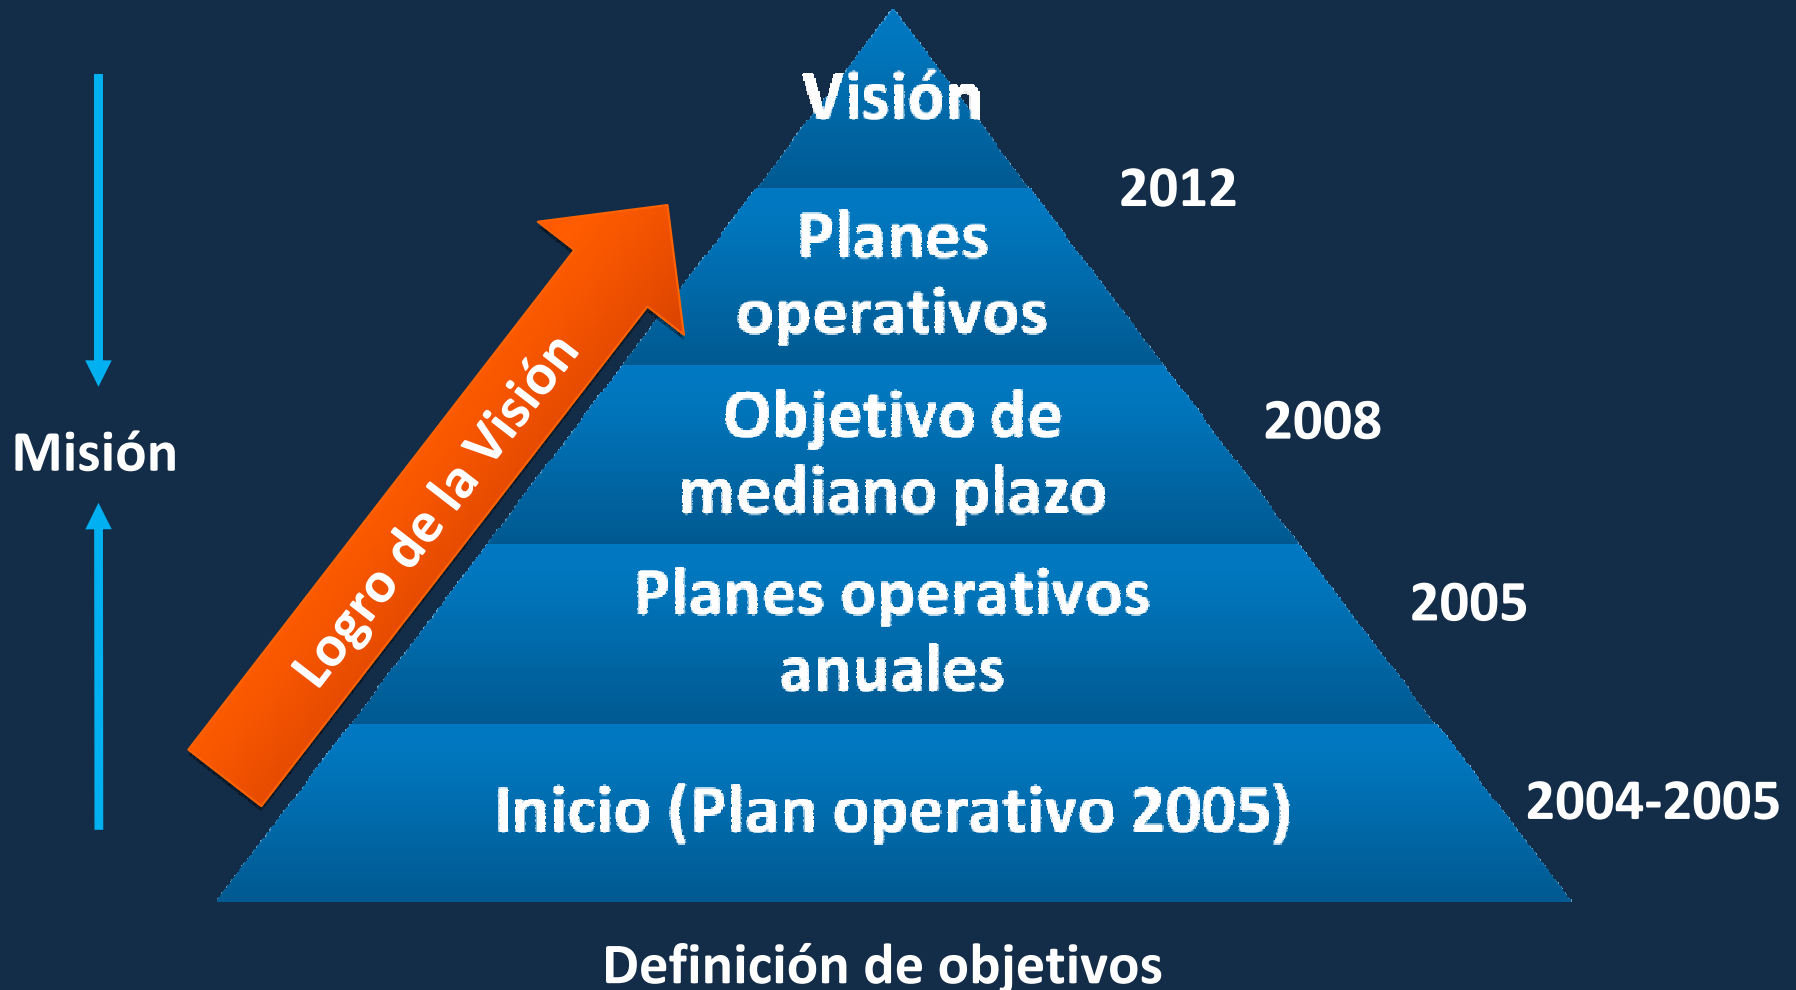 Visión
2012
Planes
operativos
Objetivo de
mediano plazo
2008
Misión
Logro de la Visión
Planes operativos
anuales
2005
Inicio (Plan operativo 2005)
2004-2005
Definición de objetivos